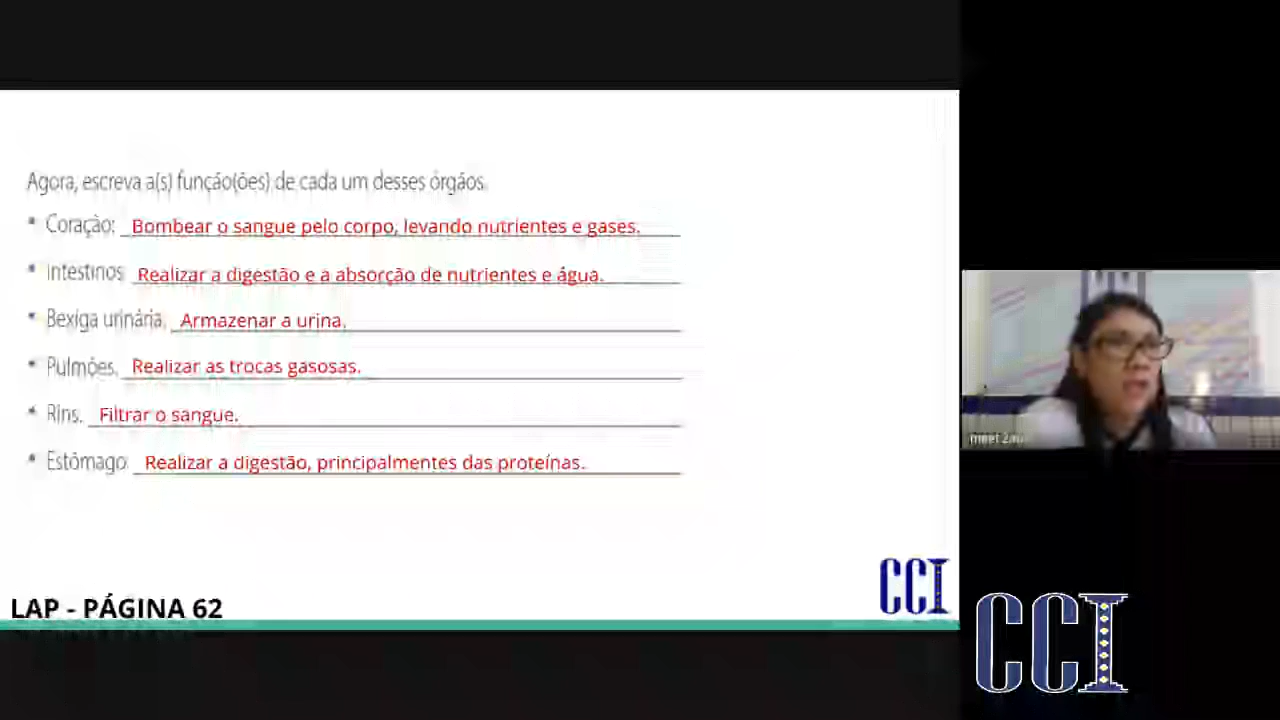 Agora, escreva a(s) função(ões) de cada um desses órgãos.
* Coração: Bombear o sangue pelo corpo, levando nutrientes e gases.
* Intestinos: Realizar a digestão e a absorção de nutrientes e água.
* Bexiga urinária. Armazenar a urina.
* Pulmões. Realizar as trocas gasosas.
* Rins. Filtrar o sangue.
* Estômago: Realizar a digestão, principalmentes das proteínas.
CCI
LAP - PÁGINA 62
meet
CCI